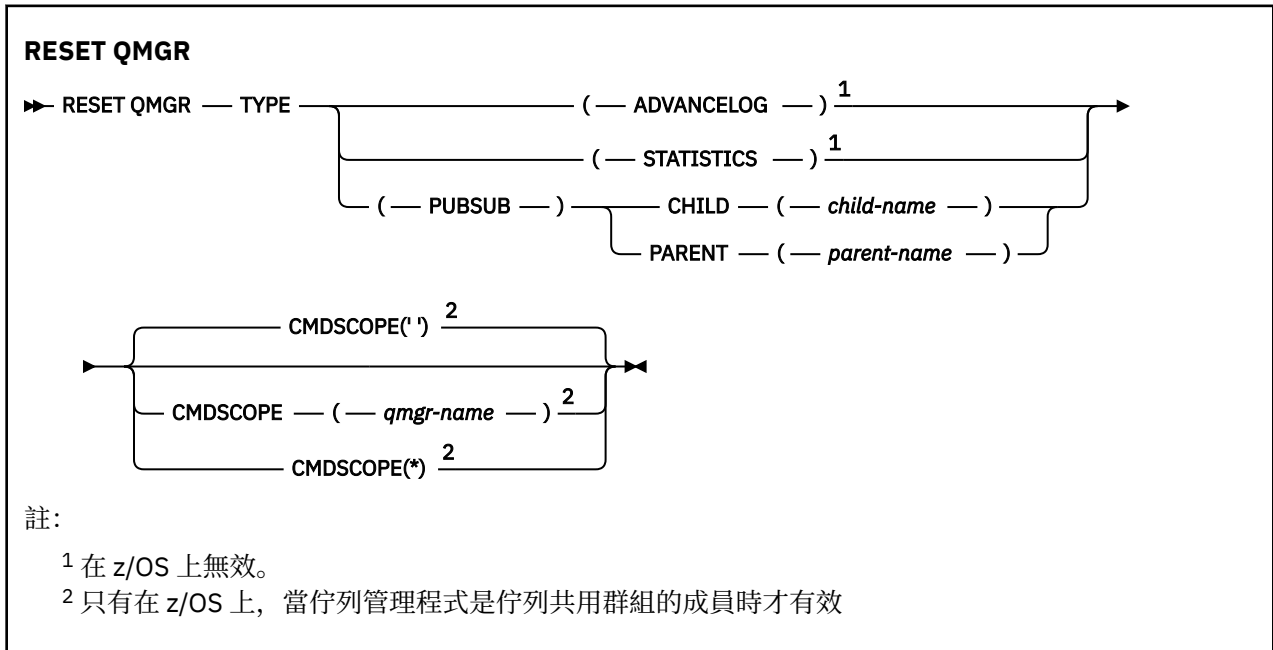 RESET QMGR
RESET QMGR TYPE ( ADVANCELOG ) 1
( STATISTICS ) 1
( PUBSUB ) CHILD ( child-name )
PARENT ( parent-name )
CMDSCOPE(' ') 2
CMDSCOPE ( qmgr-name ) 2
CMDSCOPE(*) 2
註：
1 在 z/OS 上無效。
2 只有在 z/OS 上，當佇列管理程式是佇列共用群組的成員時才有效